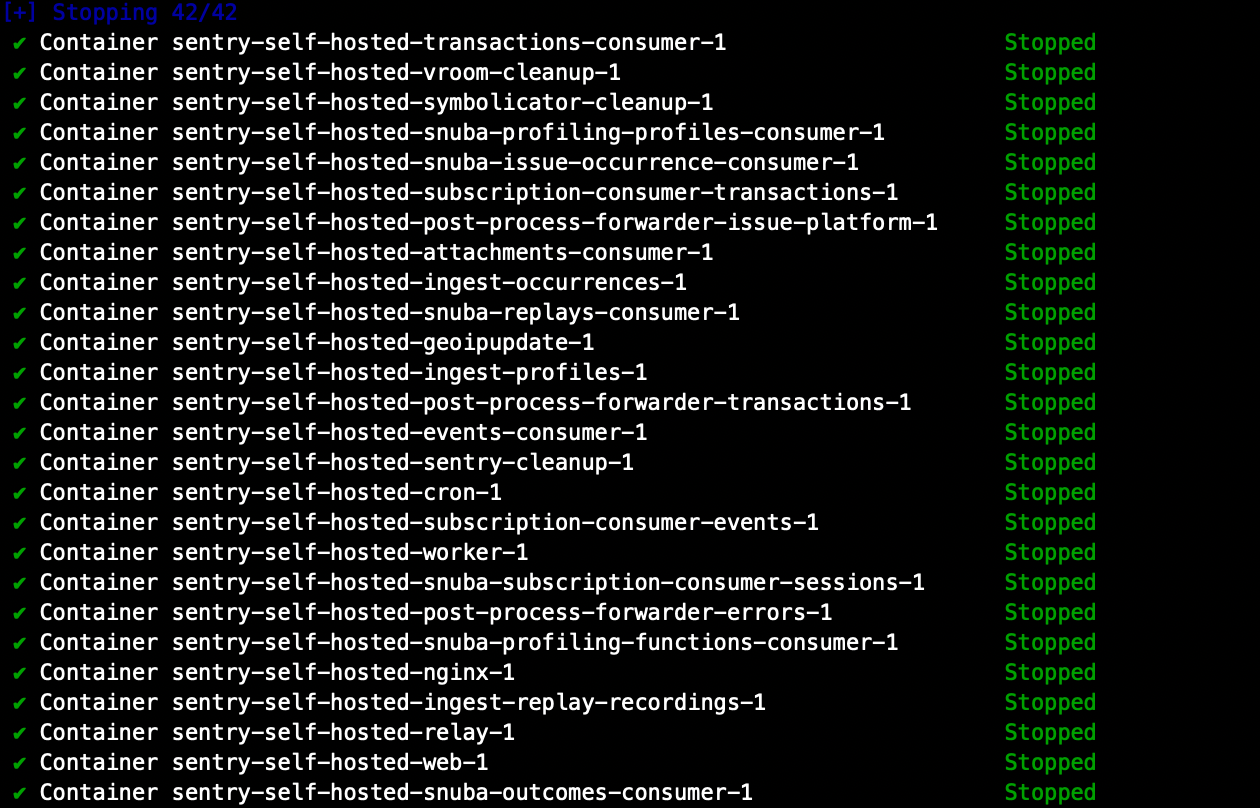 [+] Stopping 42/42
✔ Container sentry-self-hosted-transactions-consumer-1 Stopped
✔ Container sentry-self-hosted-vroom-cleanup-1 Stopped
✔ Container sentry-self-hosted-symbolicator-cleanup-1 Stopped
✔ Container sentry-self-hosted-snuba-profiling-profiles-consumer-1 Stopped
✔ Container sentry-self-hosted-snuba-issue-occurrence-consumer-1 Stopped
✔ Container sentry-self-hosted-subscription-consumer-transactions-1 Stopped
✔ Container sentry-self-hosted-post-process-forwarder-issue-platform-1 Stopped
✔ Container sentry-self-hosted-attachments-consumer-1 Stopped
✔ Container sentry-self-hosted-ingest-occurrences-1 Stopped
✔ Container sentry-self-hosted-snuba-replays-consumer-1 Stopped
✔ Container sentry-self-hosted-geoipupdate-1 Stopped
✔ Container sentry-self-hosted-ingest-profiles-1 Stopped
✔ Container sentry-self-hosted-post-process-forwarder-transactions-1 Stopped
✔ Container sentry-self-hosted-events-consumer-1 Stopped
✔ Container sentry-self-hosted-sentry-cleanup-1 Stopped
✔ Container sentry-self-hosted-cron-1 Stopped
✔ Container sentry-self-hosted-subscription-consumer-events-1 Stopped
✔ Container sentry-self-hosted-worker-1 Stopped
✔ Container sentry-self-hosted-snuba-subscription-consumer-sessions-1 Stopped
✔ Container sentry-self-hosted-post-process-forwarder-errors-1 Stopped
✔ Container sentry-self-hosted-snuba-profiling-functions-consumer-1 Stopped
✔ Container sentry-self-hosted-nginx-1 Stopped
✔ Container sentry-self-hosted-ingest-replay-recordings-1 Stopped
✔ Container sentry-self-hosted-relay-1 Stopped
✔ Container sentry-self-hosted-web-1 Stopped
✔ Container sentry-self-hosted-snuba-outcomes-consumer-1 Stopped